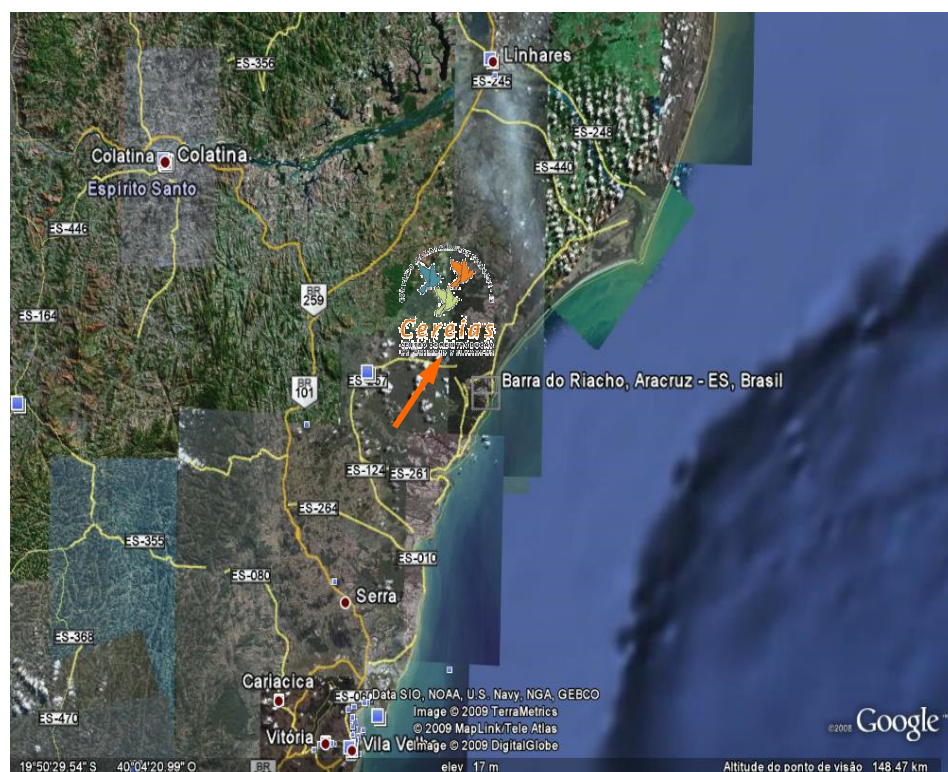 Linhares
ES-356
ES-245
ES-248
Colatina Colatina
ES-440
Espírito Santo
ES-446
BR
259
ES-164
Cereias
Barra do Riacho, Aracruz - ES, Brasil
BR
101
ES-124
ES-261
ES-264
ES-355
ES-010
ES-080
Serra
ES-368
Cariacica
Data SIO, NOAA, U.S. Navy, NGA, GEBCO
ES-470
Image © 2009 TerraMetrics
©2008 Google
© 2009 MapLink/Tele Atlas
Vitória
Vila
Image © 2009 DigitalGlobe
19°50'29.54" S 40°04'20.99" O
BR
elev 17 m
Altitude do ponto de visão 148.47 km